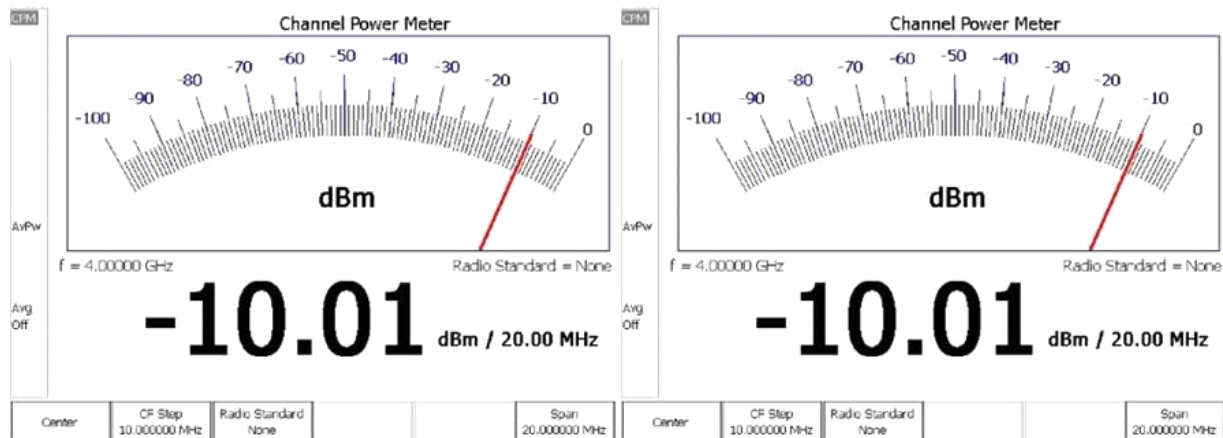 CPM
Channel Power Meter
-100 -90 -80 -70 -60 -50 -40 -30 -20 -10 0
dBm
AvPw
f = 4.00000 GHz
Radio Standard = None
Avg
Off
-10.01 dBm / 20.00 MHz
Center
CF Step
10.000000 MHz
Radio Standard
None
Span
20.000000 MHz
CPM
Channel Power Meter
-100 -90 -80 -70 -60 -50 -40 -30 -20 -10 0
dBm
AvPw
f = 4.00000 GHz
Radio Standard = None
Avg
Off
-10.01 dBm / 20.00 MHz
Center
CF Step
10.000000 MHz
Radio Standard
None
Span
20.000000 MHz